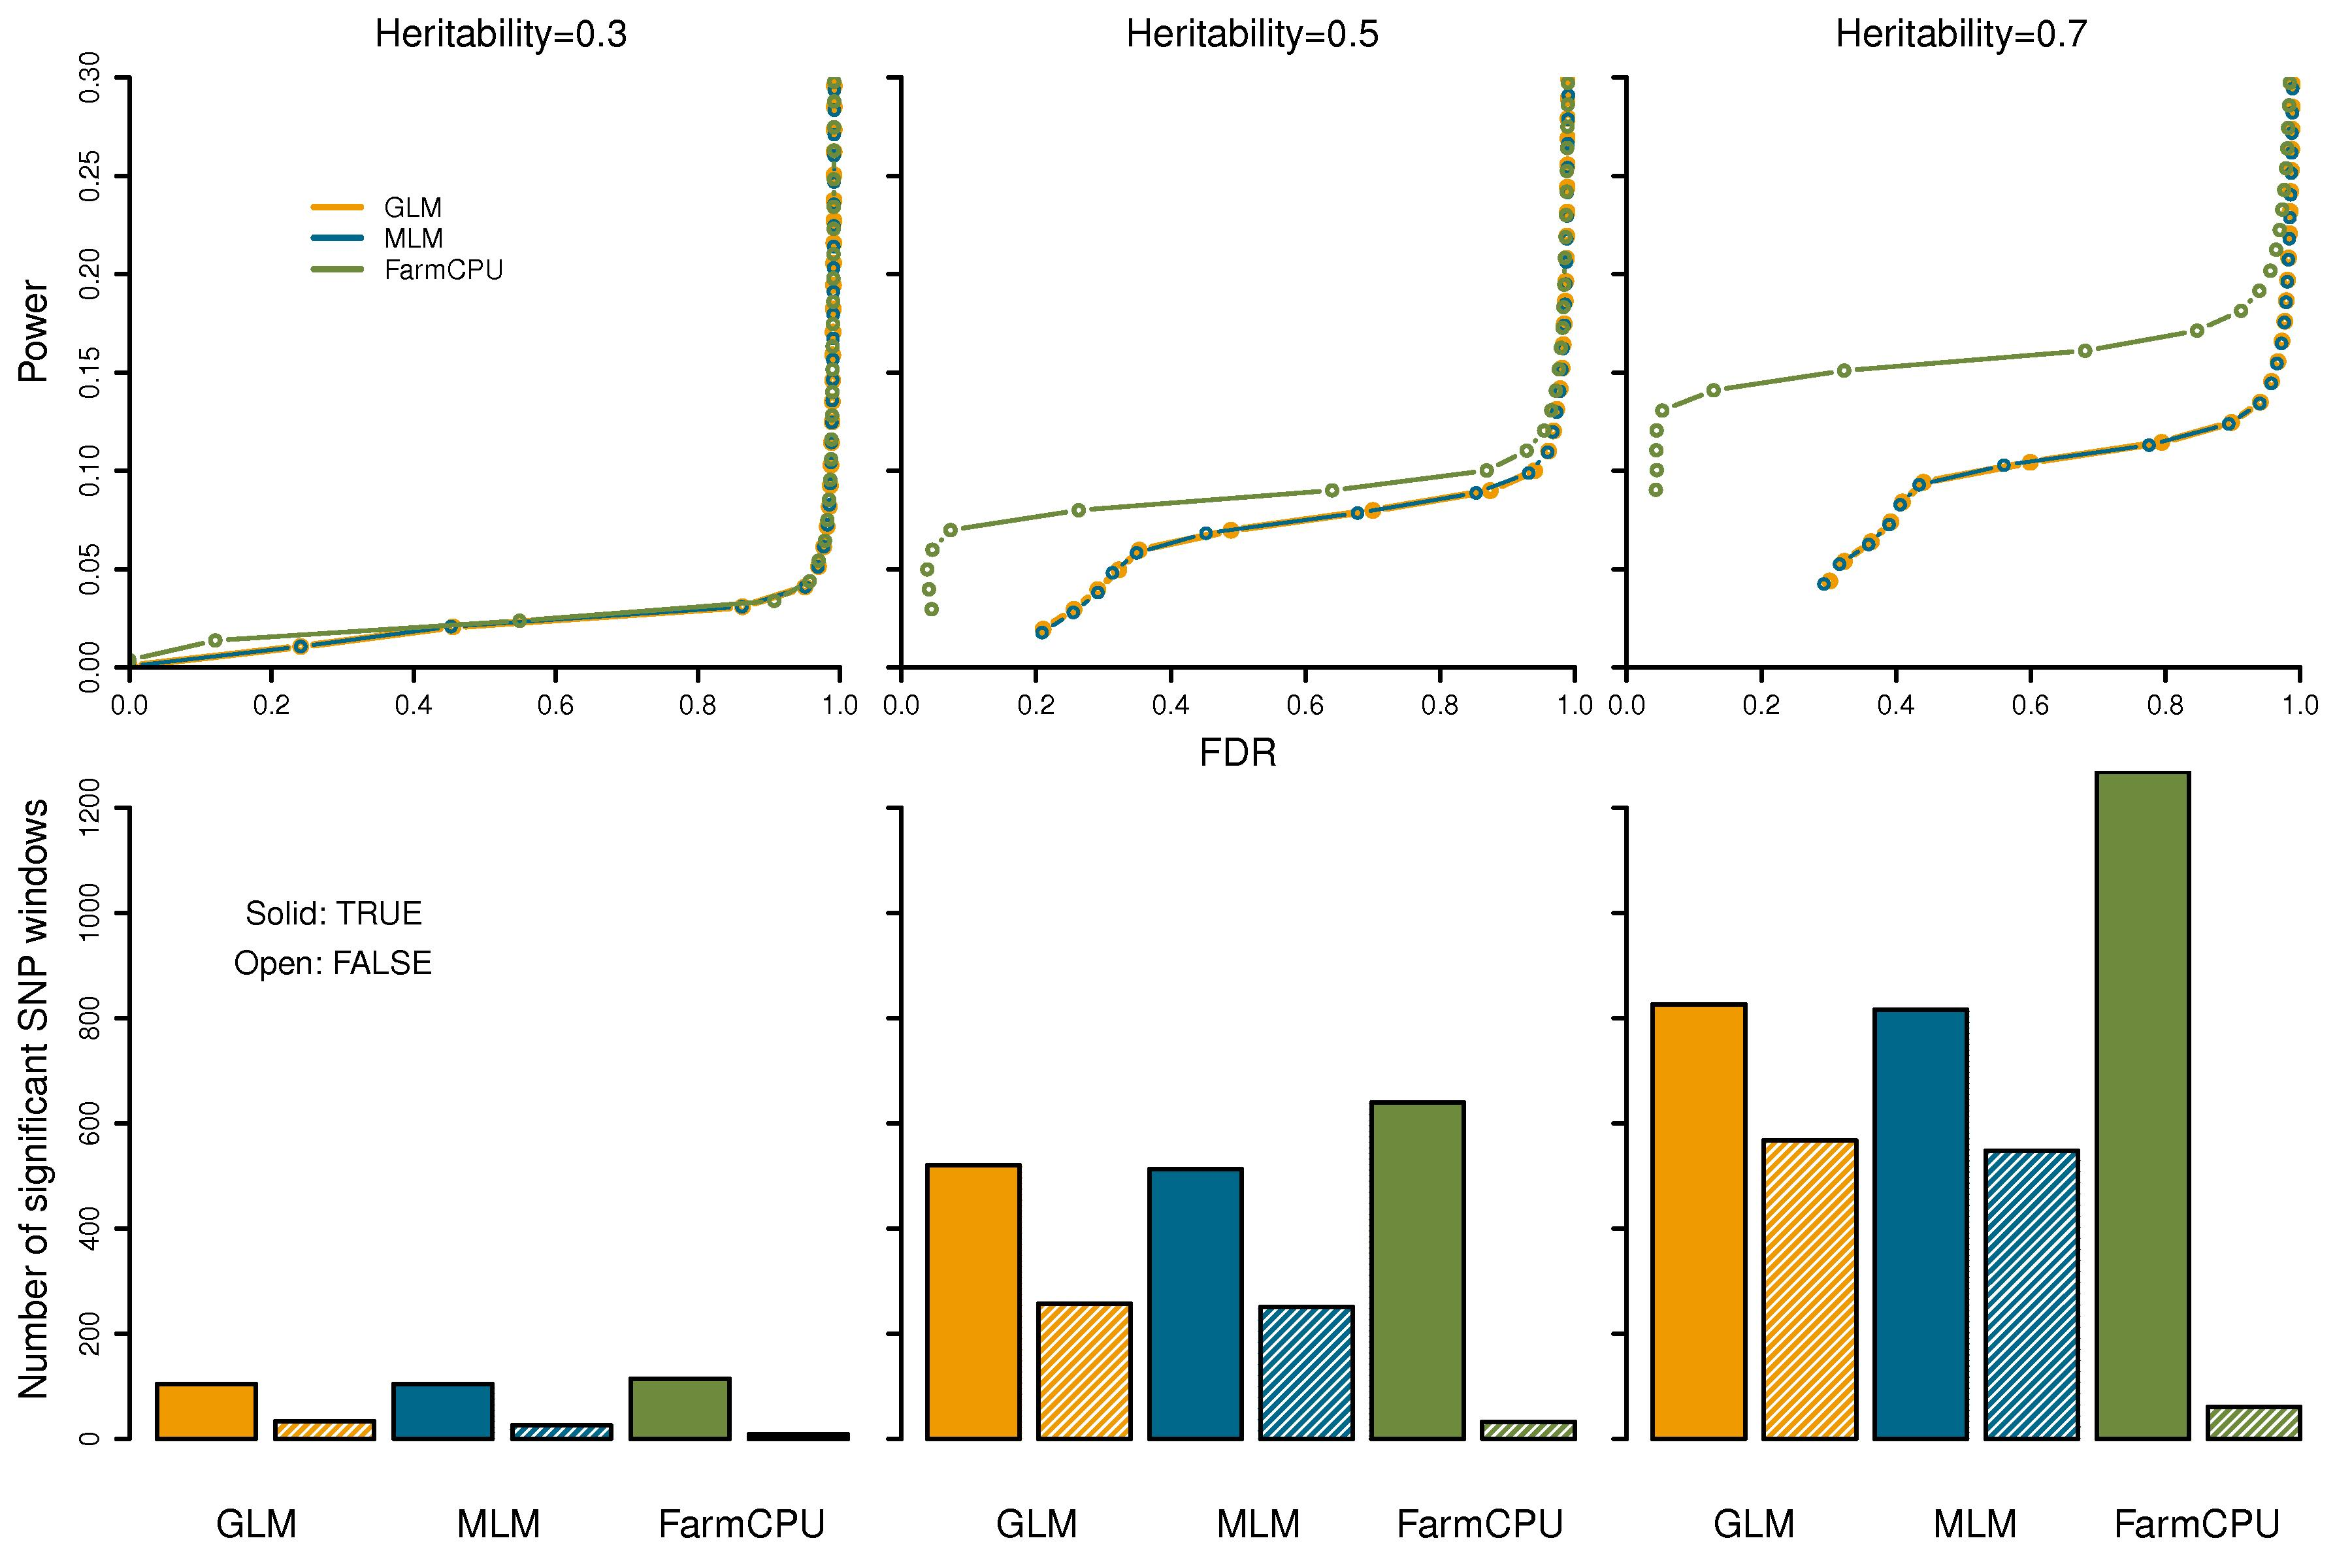 Heritability=0.3
Heritability=0.5
Heritability=0.7
Power
0.30
0.25
0.20
0.15
0.10
0.05
0.00
GLM
MLM
FarmCPU
0.0 0.2 0.4 0.6 0.8 1.0
0.0 0.2 0.4 0.6 0.8 1.0
0.0 0.2 0.4 0.6 0.8 1.0
FDR
Number of significant SNP windows
1200
1000
800
600
400
200
0
Solid: TRUE
Open: FALSE
GLM MLM FarmCPU
GLM MLM FarmCPU
GLM MLM FarmCPU